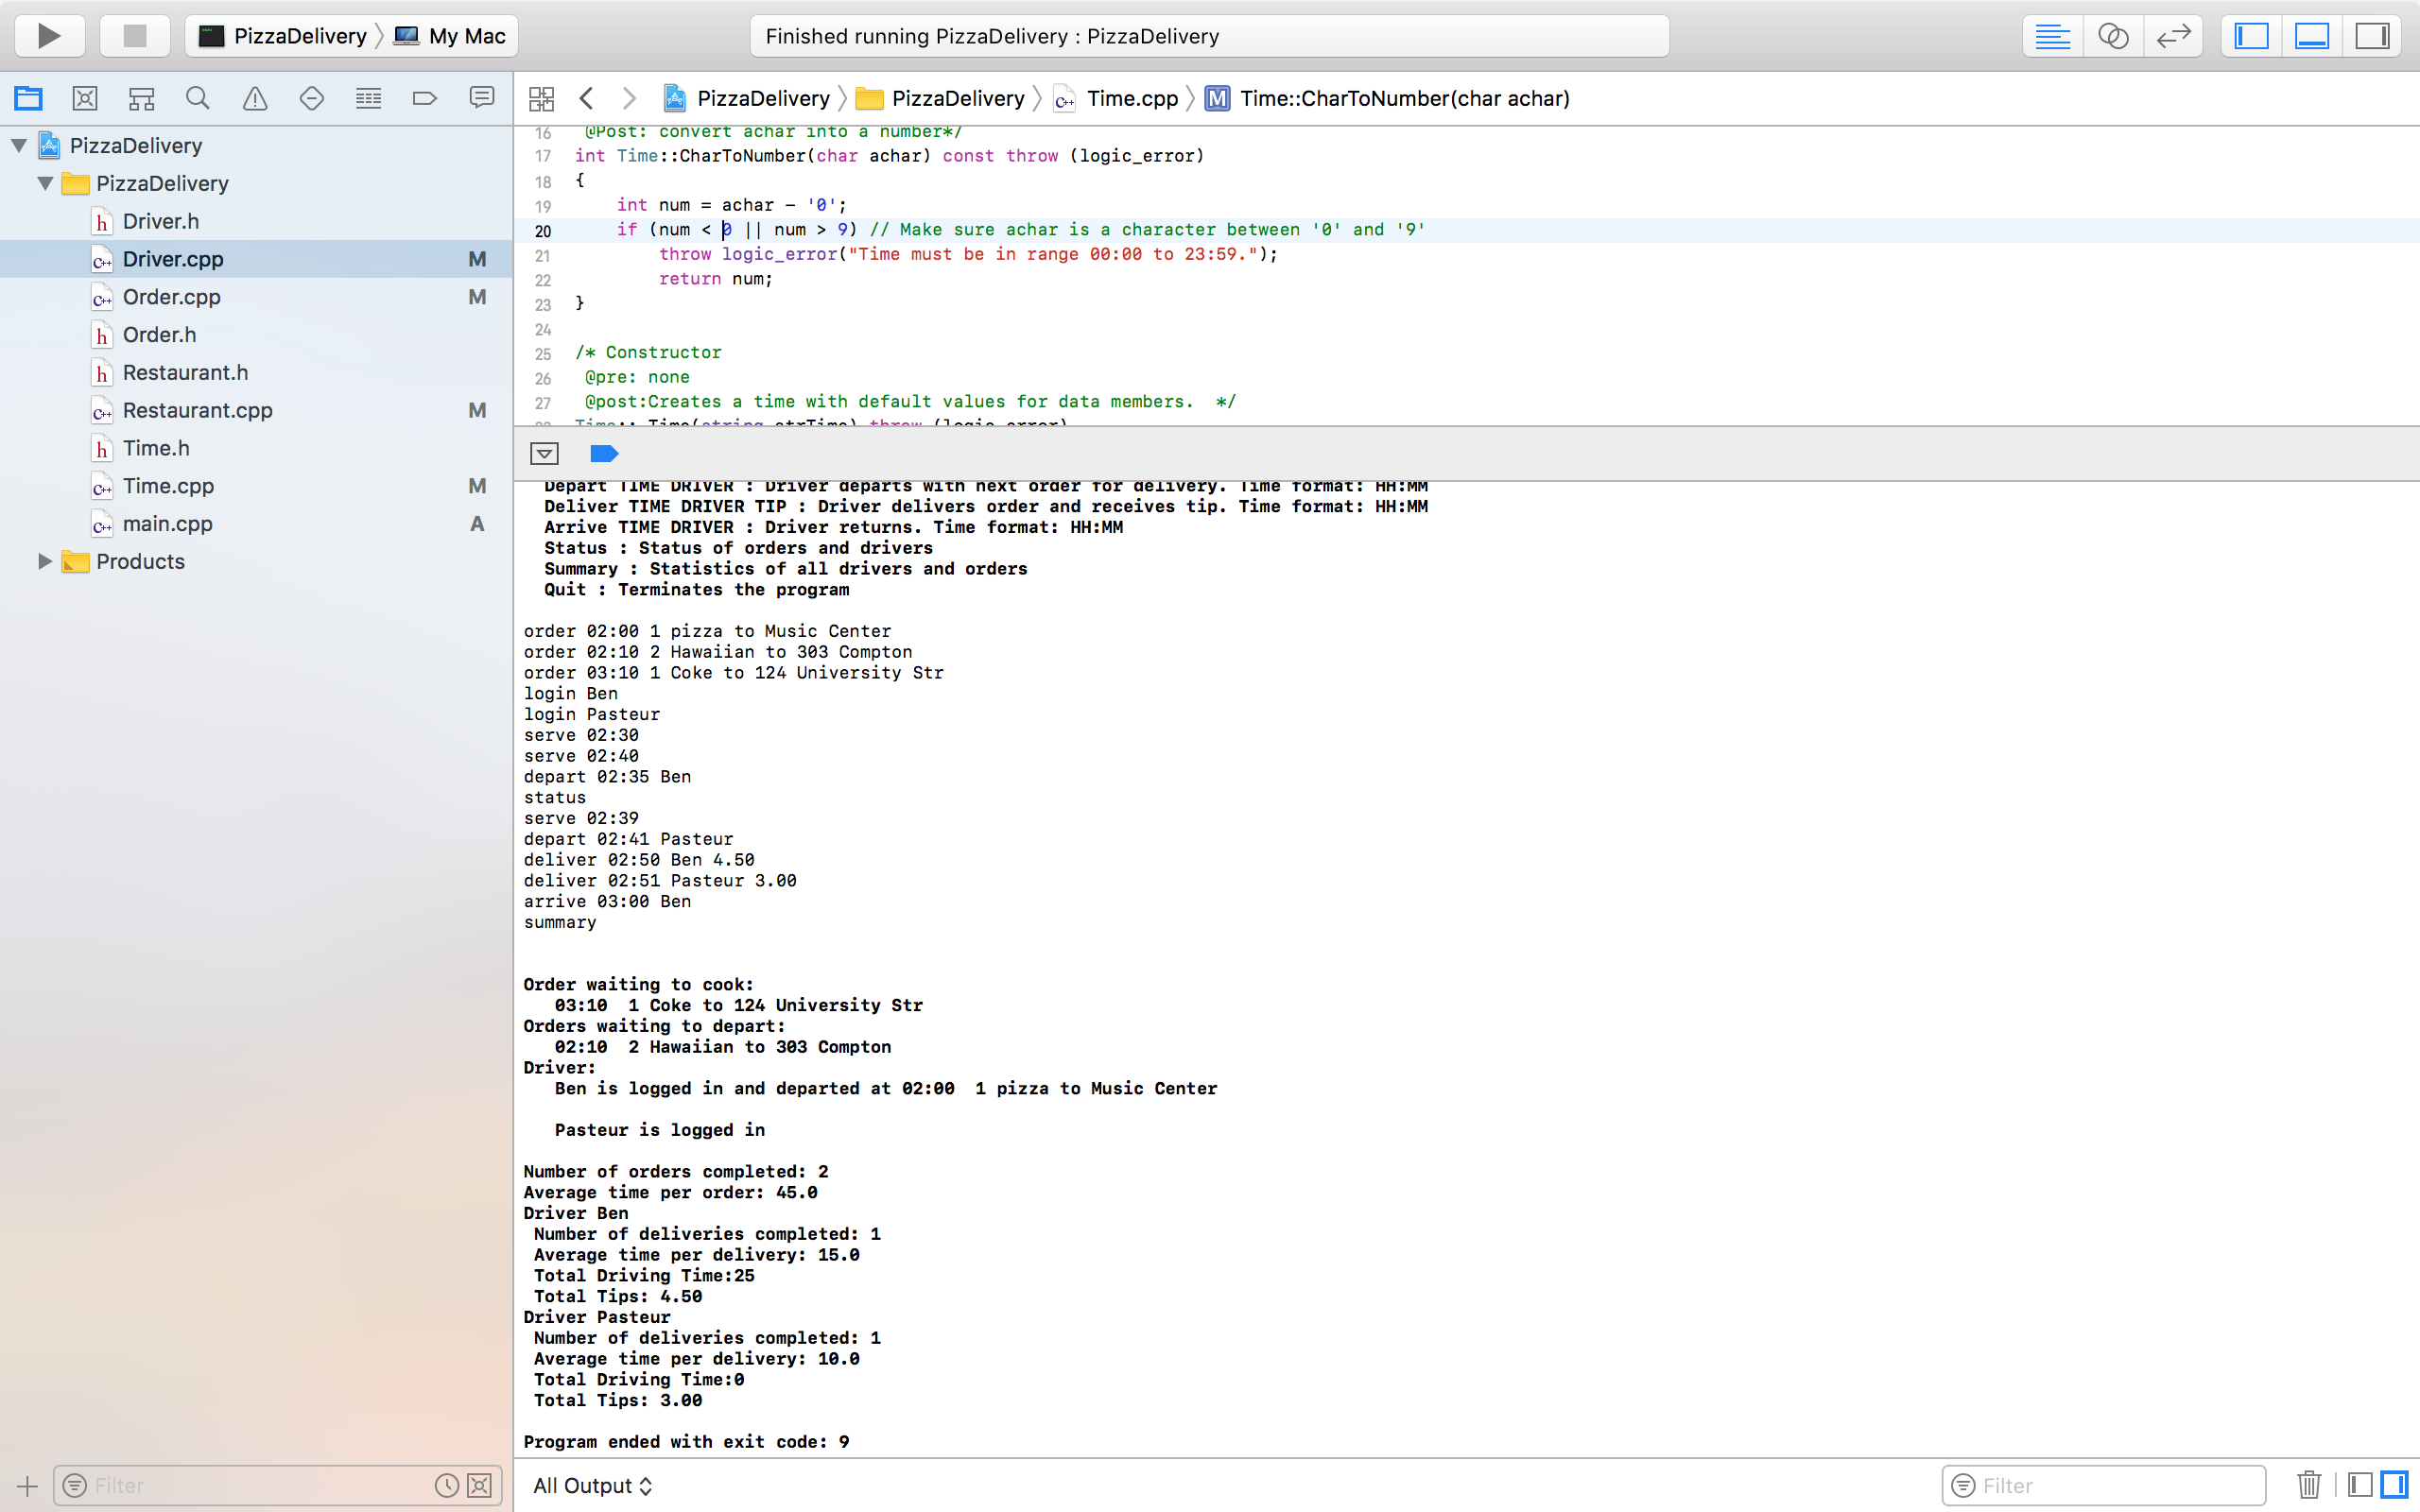 PizzaDelivery My Mac
Finished running PizzaDelivery : PizzaDelivery
PizzaDelivery PizzaDelivery Time.cpp M Time::CharToNumber(char achar)
PizzaDelivery
PizzaDelivery
h Driver.h
C++ Driver.cpp M
C++ Order.cpp M
h Order.h
h Restaurant.h
C++ Restaurant.cpp M
h Time.h
C++ Time.cpp M
C++ main.cpp A
Products
Filter
16 @Post: convert achar into a number*/
17 int Time::CharToNumber(char achar) const throw (logic_error)
18 {
19 int num = achar - '0';
20 if (num < 0 || num > 9) // Make sure achar is a character between '0' and '9'
21 throw logic_error("Time must be in range 00:00 to 23:59.");
22 return num;
23 }
24
25 /* Constructor
26 @pre: none
27 @post:Creates a time with default values for data members.  */
28 Time:: Time(string strTime) throw (logic_error)
Depart TIME DRIVER : Driver departs with next order for delivery. Time format: HH:MM
Deliver TIME DRIVER TIP : Driver delivers order and receives tip. Time format: HH:MM
Arrive TIME DRIVER : Driver returns. Time format: HH:MM
Status : Status of orders and drivers
Summary : Statistics of all drivers and orders
Quit : Terminates the program
order 02:00 1 pizza to Music Center
order 02:10 2 Hawaiian to 303 Compton
order 03:10 1 Coke to 124 University Str
login Ben
login Pasteur
serve 02:30
serve 02:40
depart 02:35 Ben
status
serve 02:39
depart 02:41 Pasteur
deliver 02:50 Ben 4.50
deliver 02:51 Pasteur 3.00
arrive 03:00 Ben
summary
Order waiting to cook:
03:10  1 Coke to 124 University Str
Orders waiting to depart:
02:10  2 Hawaiian to 303 Compton
Driver:
Ben is logged in and departed at 02:00  1 pizza to Music Center
Pasteur is logged in
Number of orders completed: 2
Average time per order: 45.0
Driver Ben
Number of deliveries completed: 1
Average time per delivery: 15.0
Total Driving Time:25
Total Tips: 4.50
Driver Pasteur
Number of deliveries completed: 1
Average time per delivery: 10.0
Total Driving Time:0
Total Tips: 3.00
Program ended with exit code: 9
All Output
Filter